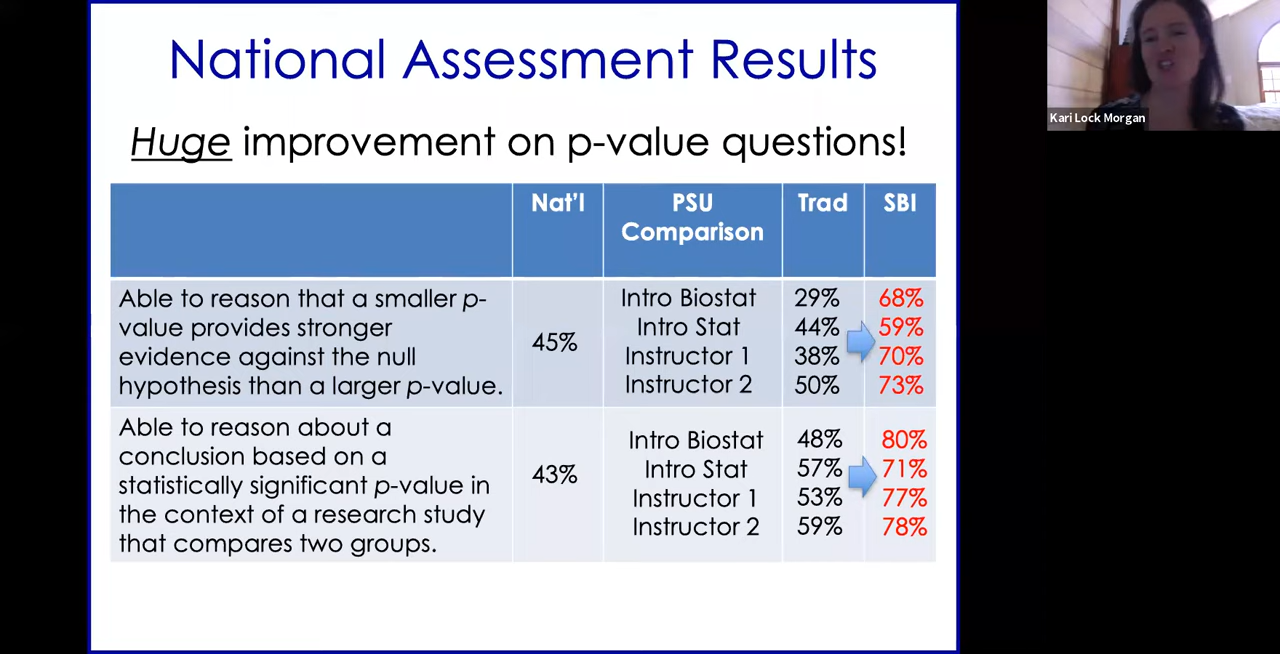 National Assessment Results
Huge improvement on p-value questions!
Nat'l
PSU
Comparison
Trad
SBI
Able to reason that a smaller p-
value provides stronger
evidence against the null
hypothesis than a larger p-value.
45%
Intro Biostat 29% 68%
Intro Stat 44% 59%
Instructor 1 38% 70%
Instructor 2 50% 73%
Able to reason about a
conclusion based on a
statistically significant p-value in
the context of a research study
that compares two groups.
43%
Intro Biostat 48% 80%
Intro Stat 57% 71%
Instructor 1 53% 77%
Instructor 2 59% 78%
Kari Lock Morgan